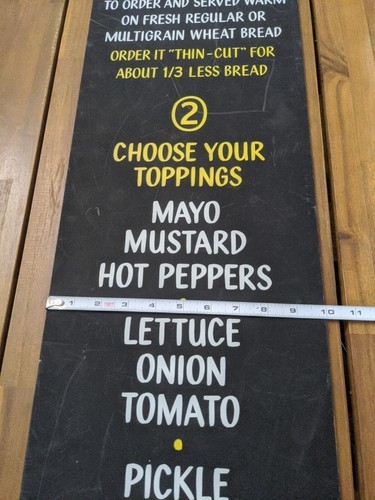 TO ORDER AND SERVED WARM
ON FRESH REGULAR OR
MULTIGRAIN WHEAT BREAD
ORDER IT "THIN-CUT" FOR
ABOUT 1/3 LESS BREAD
2
CHOOSE YOUR
TOPPINGS
MAYO
MUSTARD
HOT PEPPERS
1 2 3 4 5 6 7 8 9 10 11
LETTUCE
ONION
TOMATO
PICKLE